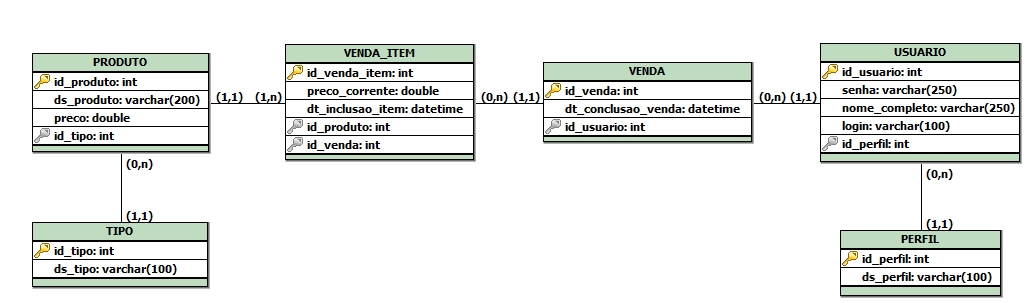 PRODUTO
id_produto: int
ds_produto: varchar(200)
preco: double
id_tipo: int
(1,1)
(1,n)
VENDA_ITEM
id_venda_item: int
preco_corrente: double
dt_inclusao_item: datetime
id_produto: int
id_venda: int
(0,n)
(1,1)
VENDA
id_venda: int
dt_conclusao_venda: datetime
id_usuario: int
(0,n)
(1,1)
USUARIO
id_usuario: int
senha: varchar(250)
nome_completo: varchar(250)
login: varchar(100)
id_perfil: int
(0,n)
(1,1)
TIPO
id_tipo: int
ds_tipo: varchar(100)
(0,n)
(1,1)
PERFIL
id_perfil: int
ds_perfil: varchar(100)